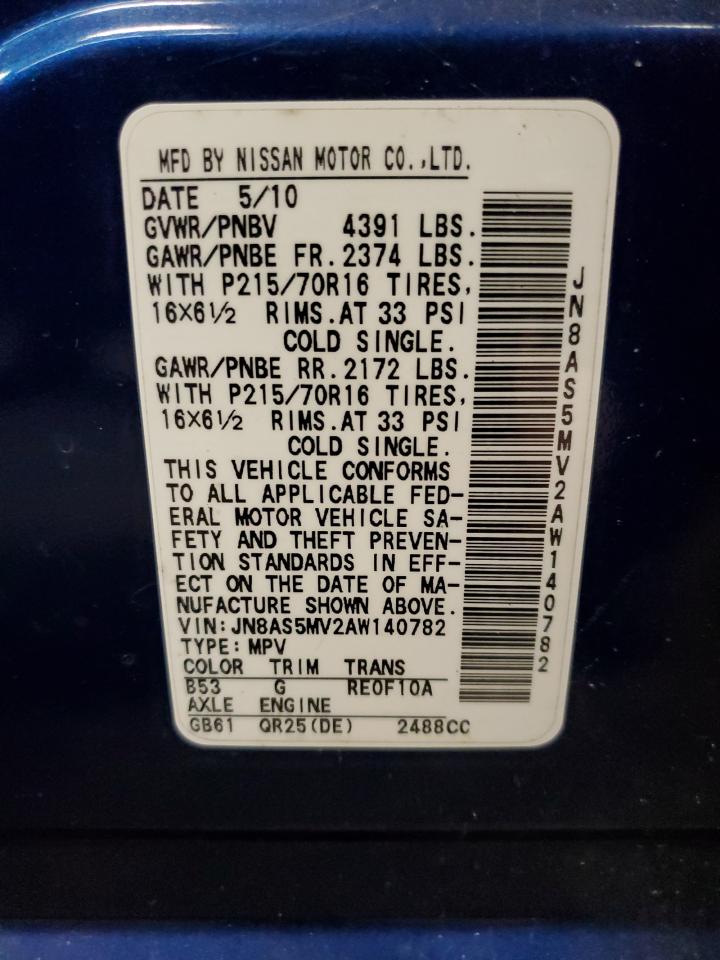 MFD BY NISSAN MOTOR CO.,LTD.
DATE 5/10
GVWR/PNBV 4391 LBS.
GAWR/PNBE FR.2374 LBS.
WITH P215/70R16 TIRES,
16X6½ RIMS.AT 33 PSI
COLD SINGLE.
GAWR/PNBE RR.2172 LBS.
WITH P215/70R16 TIRES,
16X6½ RIMS.AT 33 PSI
COLD SINGLE.
THIS VEHICLE CONFORMS
TO ALL APPLICABLE FED-
ERAL MOTOR VEHICLE SA-
FETY AND THEFT PREVEN-
TION STANDARDS IN EFF-
ECT ON THE DATE OF MA-
NUFACTURE SHOWN ABOVE.
VIN:JN8AS5MV2AW140782
TYPE:MPV
COLOR TRIM TRANS
B53 G RE0F10A
AXLE ENGINE
GB61 QR25(DE) 2488CC
JN8AS5MV2AW140782